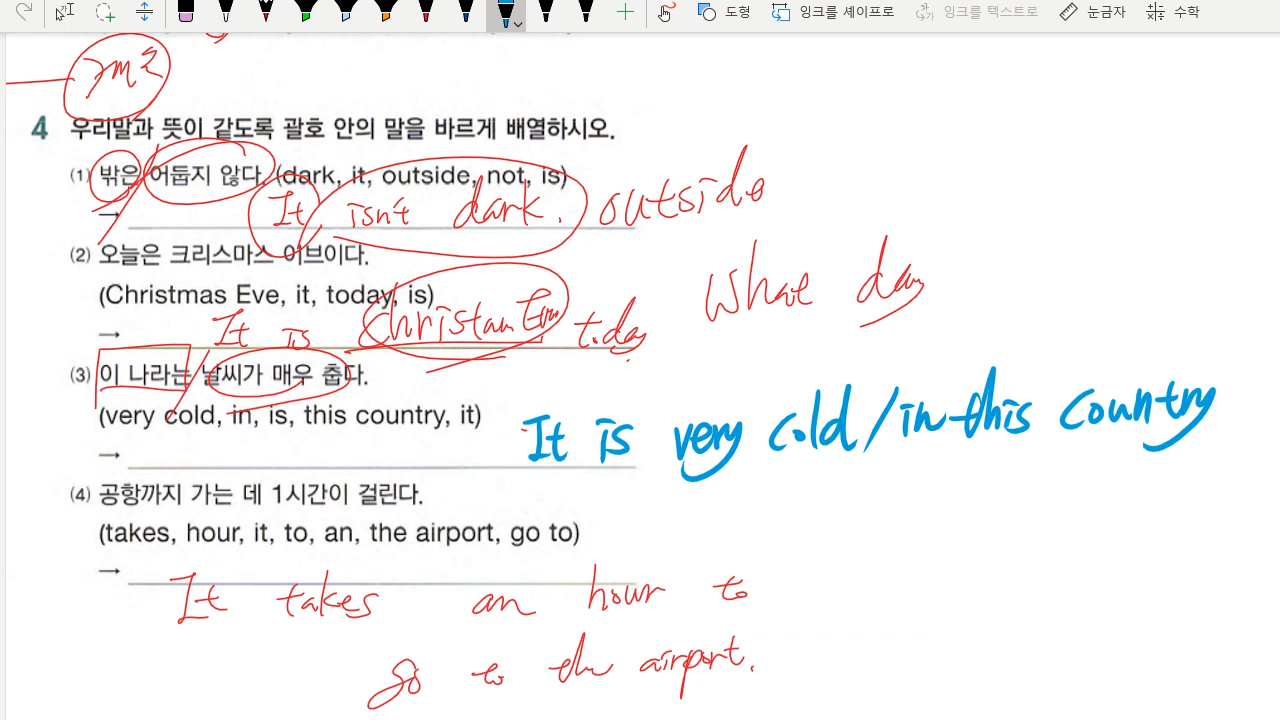 도형 잉크를 셰이프로 잉크를 텍스트로 눈금자 수학
4 우리말과 뜻이 같도록 괄호 안의 말을 바르게 배열하시오.
(1) 밖은 어둡지 않다. (dark, it, outside, not, is)
→ It isn't dark. outside
(2) 오늘은 크리스마스 이브이다.
(Christmas Eve, it, today, is)
What day
→ It is today
(3) 이 나라는 날씨가 매우 춥다.
(very cold, in, is, this country, it)
→ It is very cold / in this country
(4) 공항까지 가는 데 1시간이 걸린다.
(takes, hour, it, to, an, the airport, go to)
→
It takes an hour to
go to the airport.